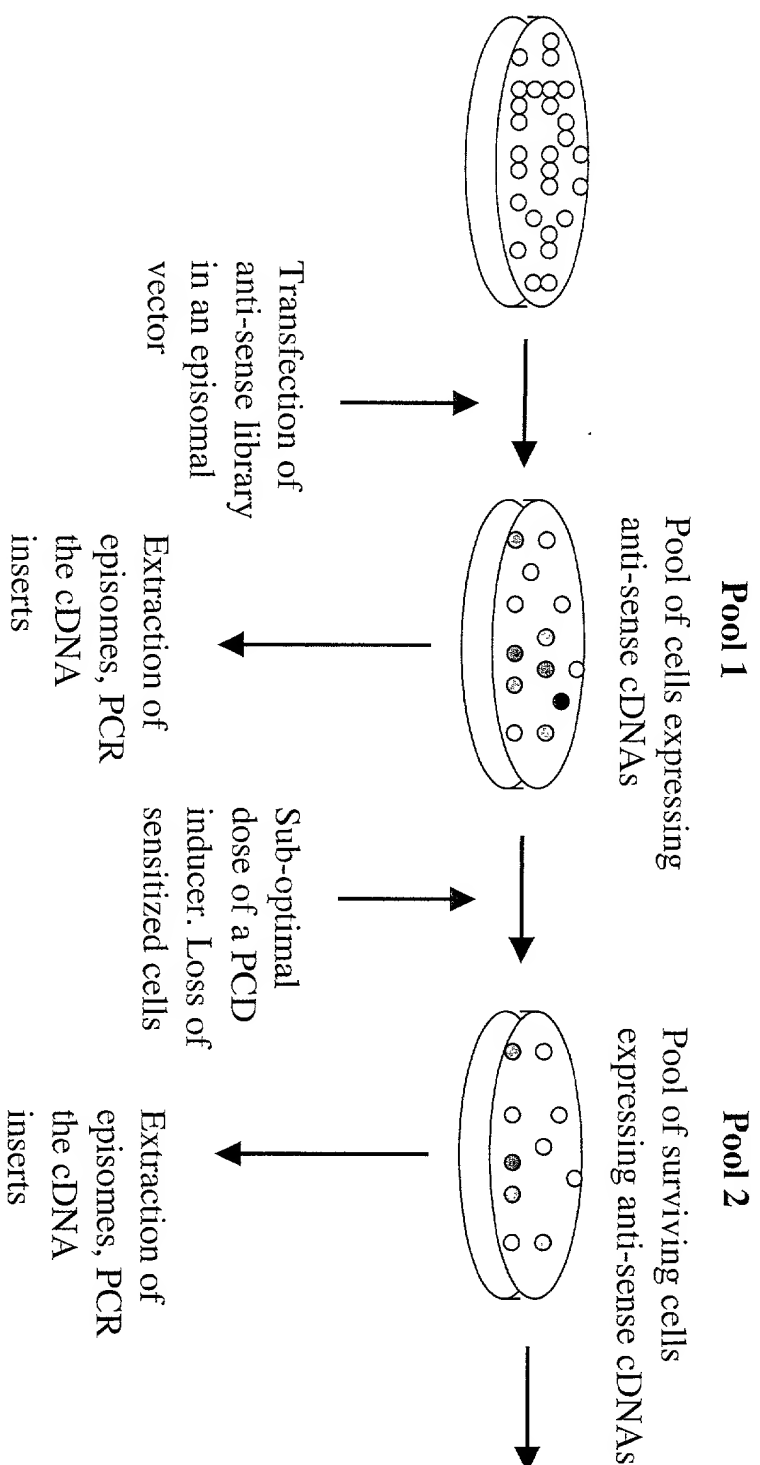 Pool 1
Pool of cells expressing
anti-sense cDNAs
Pool 2
Pool of surviving cells
expressing anti-sense cDNAs
Transfection of
anti-sense library
in an episomal
vector
Extraction of
episomes, PCR
the cDNA
inserts
Sub-optimal
dose of a PCD
inducer. Loss of
sensitized cells
Extraction of
episomes, PCR
the cDNA
inserts